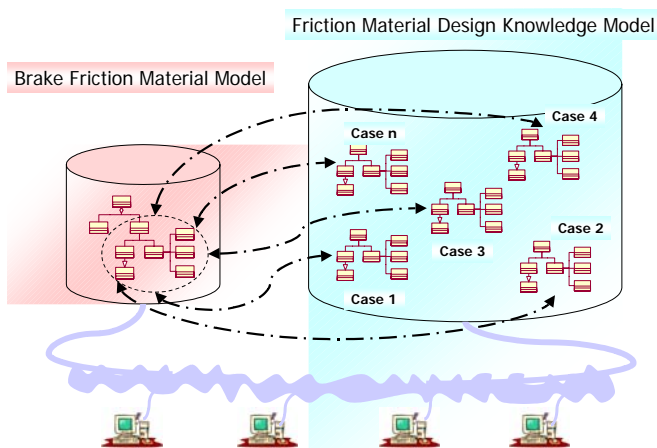 Friction Material Design Knowledge Model
Brake Friction Material Model
Case 4
Case n
Case 2
Case 3
Case 1